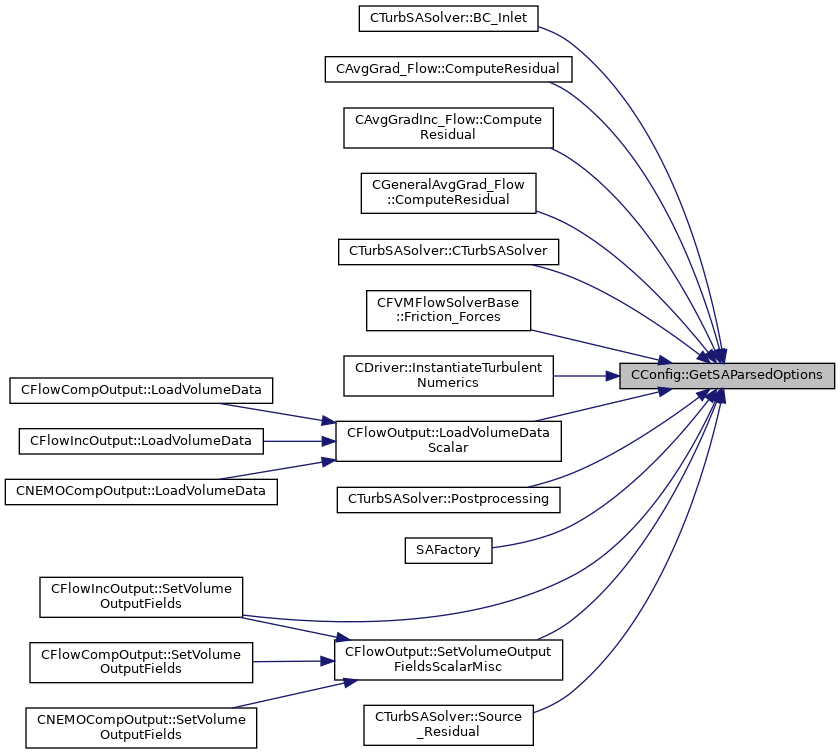 CTurbSASolver::BC_Inlet
CAvgGrad_Flow::ComputeResidual
CAvgGradInc_Flow::Compute
Residual
CGeneralAvgGrad_Flow
::ComputeResidual
CTurbSASolver::CTurbSASolver
CFVMFlowSolverBase
::Friction_Forces
CDriver::InstantiateTurbulent
Numerics
CConfig::GetSAParsedOptions
CFlowCompOutput::LoadVolumeData
CFlowIncOutput::LoadVolumeData
CNEMOCompOutput::LoadVolumeData
CFlowOutput::LoadVolumeData
Scalar
CTurbSASolver::Postprocessing
SAFactory
CFlowIncOutput::SetVolume
OutputFields
CFlowCompOutput::SetVolume
OutputFields
CNEMOCompOutput::SetVolume
OutputFields
CFlowOutput::SetVolumeOutput
FieldsScalarMisc
CTurbSASolver::Source
_Residual